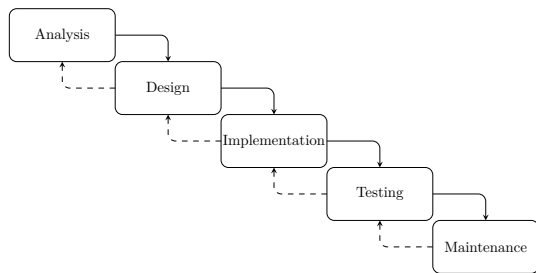 Analysis
Design
Implementation
Testing
Maintenance